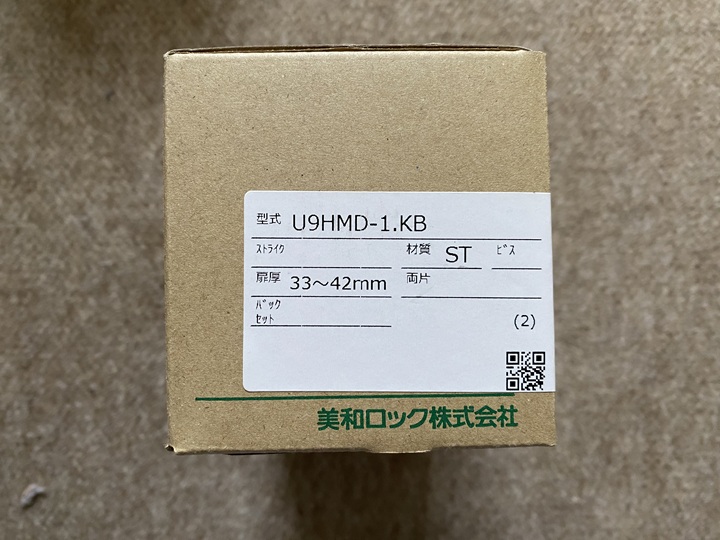 型式 U9HMD-1.KB
ｽﾄﾗｲｸ 材質 ST ﾋﾞｽ
扉厚 33～42mm 両片
ﾊﾞｯｸ
ｾｯﾄ
(2)
美和ロック株式会社